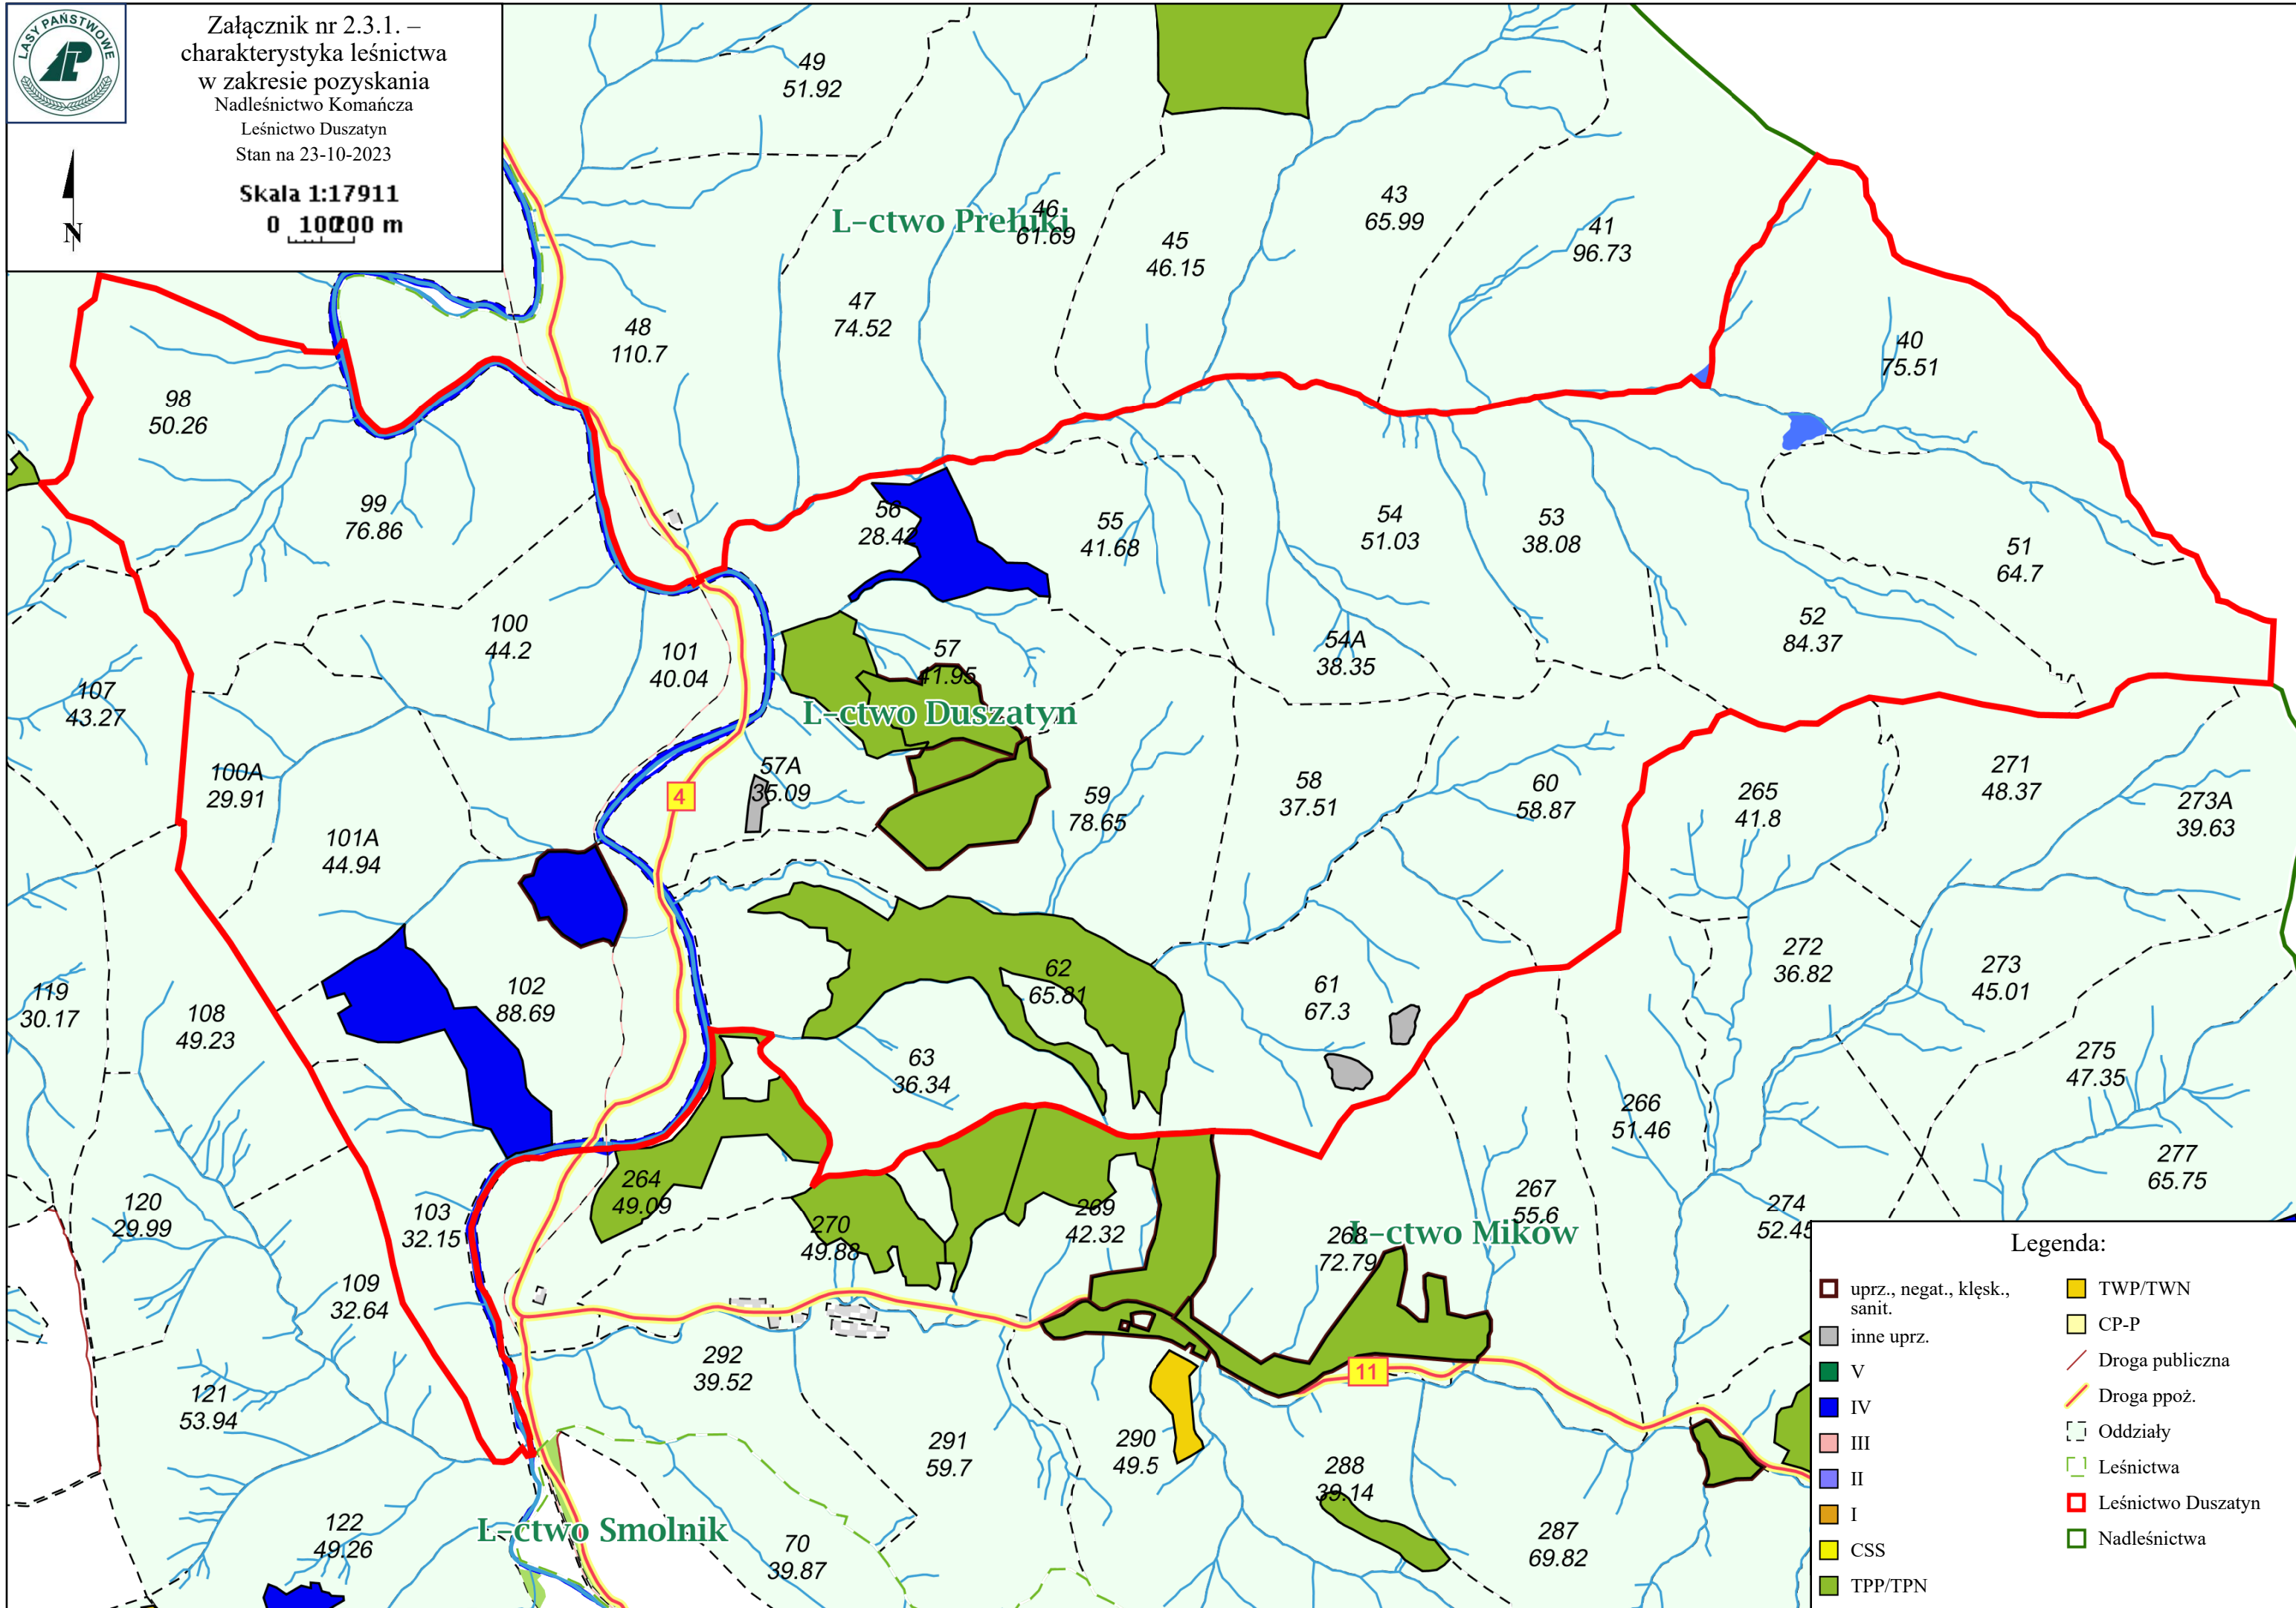 LASY PAŃSTWOWE
Załącznik nr 2.3.1. –
charakterystyka leśnictwa
w zakresie pozyskania
Nadleśnictwo Komańcza
Leśnictwo Duszatyn
Stan na 23-10-2023
Skala 1:17911
0 100 200 m
N
49
51.92
L-ctwo Prełuki
46
61.69
45
46.15
43
65.99
41
96.73
40
75.51
47
74.52
48
110.7
98
50.26
99
76.86
56
28.42
55
41.68
54
51.03
53
38.08
51
64.7
52
84.37
100
44.2
101
40.04
57
41.95
54A
38.35
L-ctwo Duszatyn
107
43.27
100A
29.91
101A
44.94
4
57A
35.09
59
78.65
58
37.51
60
58.87
265
41.8
271
48.37
273A
39.63
119
30.17
108
49.23
102
88.69
62
65.81
61
67.3
272
36.82
273
45.01
63
36.34
275
47.35
266
51.46
277
65.75
120
29.99
103
32.15
264
49.09
270
49.88
269
42.32
268
72.79
267
55.6
L-ctwo Mików
274
52.45
109
32.64
292
39.52
11
121
53.94
291
59.7
290
49.5
288
39.14
122
49.26
L-ctwo Smolnik
70
39.87
287
69.82
Legenda:
uprz., negat., klęsk.,
sanit.
inne uprz.
V
IV
III
II
I
CSS
TPP/TPN
TWP/TWN
CP-P
Droga publiczna
Droga ppoż.
Oddziały
Leśnictwa
Leśnictwo Duszatyn
Nadleśnictwa